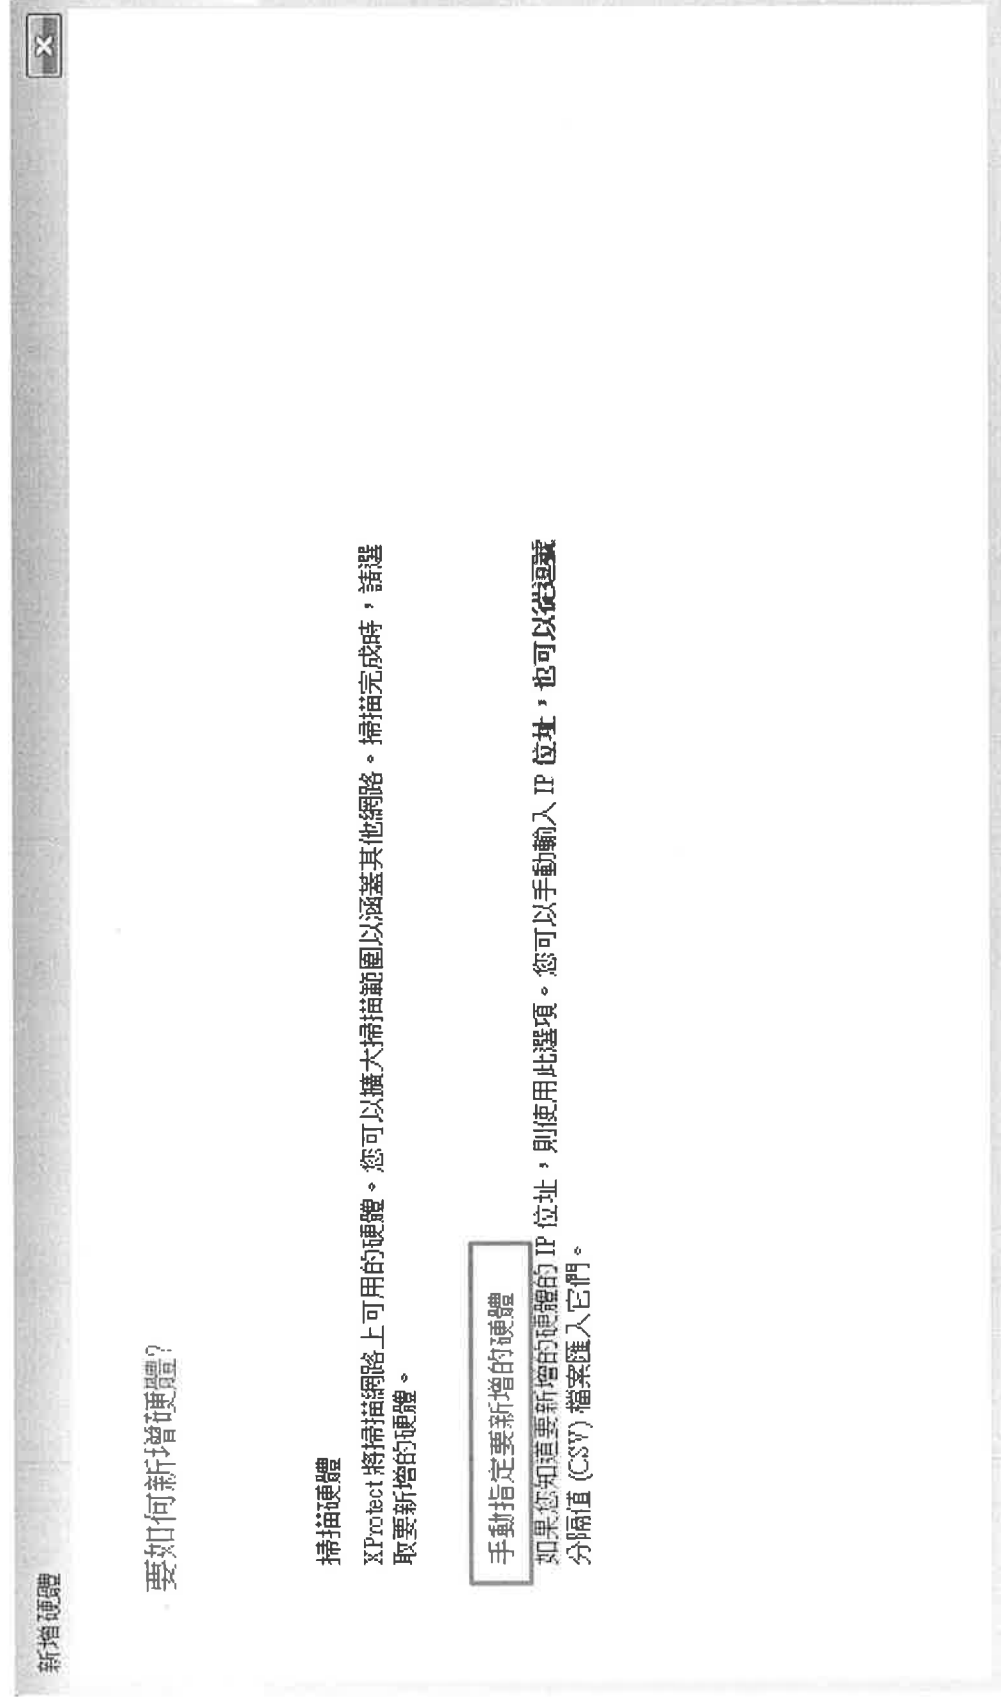 新增硬體
要如何新增硬體?
掃描硬體
XProtect 將掃描網路上可用的硬體。您可以擴大掃描範圍以涵蓋其他網路。掃描完成時，請選
取要新增的硬體。
手動指定要新增的硬體
如果您知道要新增的硬體的 IP 位址，則使用此選項。您可以手動輸入 IP 位址，也可以從逗號
分隔值 (CSV) 檔案匯入它們。